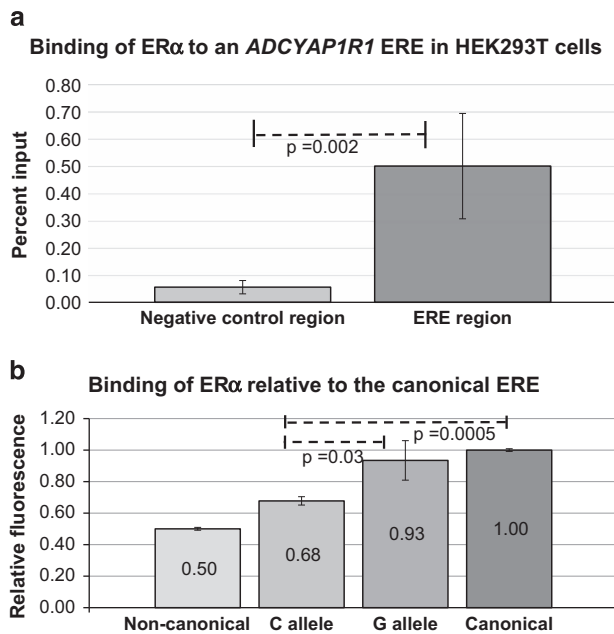 a
Binding of ERα to an ADCYAP1R1 ERE in HEK293T cells
Percent input
0.80
0.70
0.60
0.50
0.40
0.30
0.20
0.10
0.00
p =0.002
Negative control region
ERE region
b
Binding of ERα relative to the canonical ERE
Relative fluorescence
1.20
1.00
0.80
0.60
0.40
0.20
0.00
p =0.0005
p =0.03
0.50
0.68
0.93
1.00
Non-canonical
C allele
G allele
Canonical